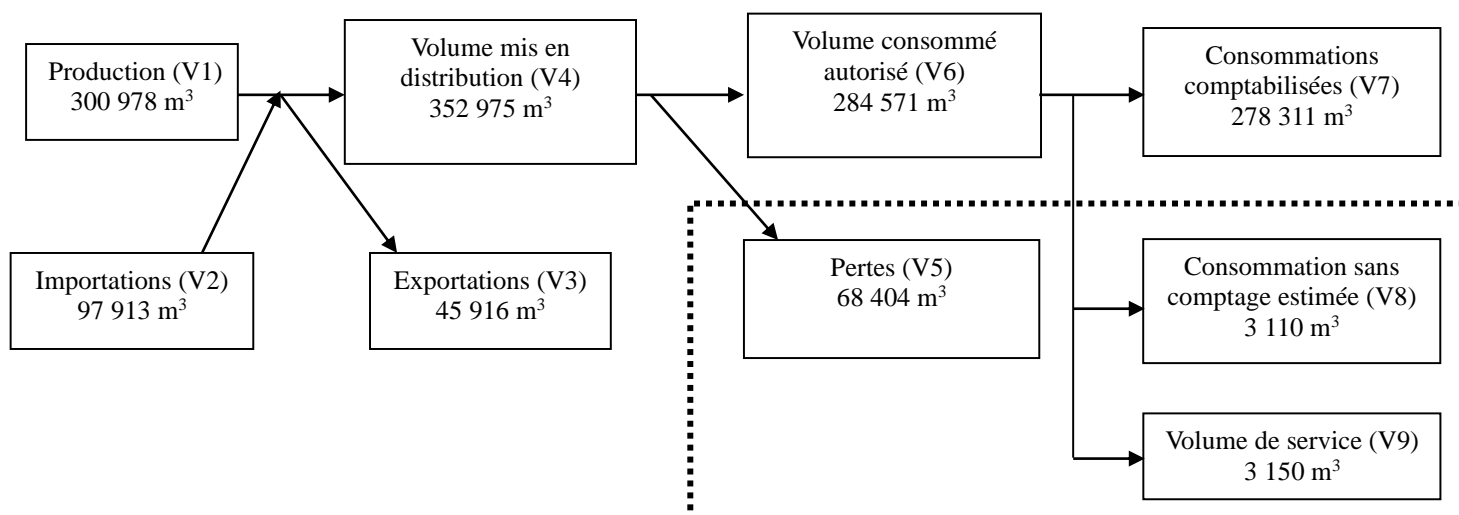 Production (V1)
300 978 m³
Volume mis en
distribution (V4)
352 975 m³
Volume consommé
autorisé (V6)
284 571 m³
Consommations
comptabilisées (V7)
278 311 m³
Importations (V2)
97 913 m³
Exportations (V3)
45 916 m³
Pertes (V5)
68 404 m³
Consommation sans
comptage estimée (V8)
3 110 m³
Volume de service (V9)
3 150 m³